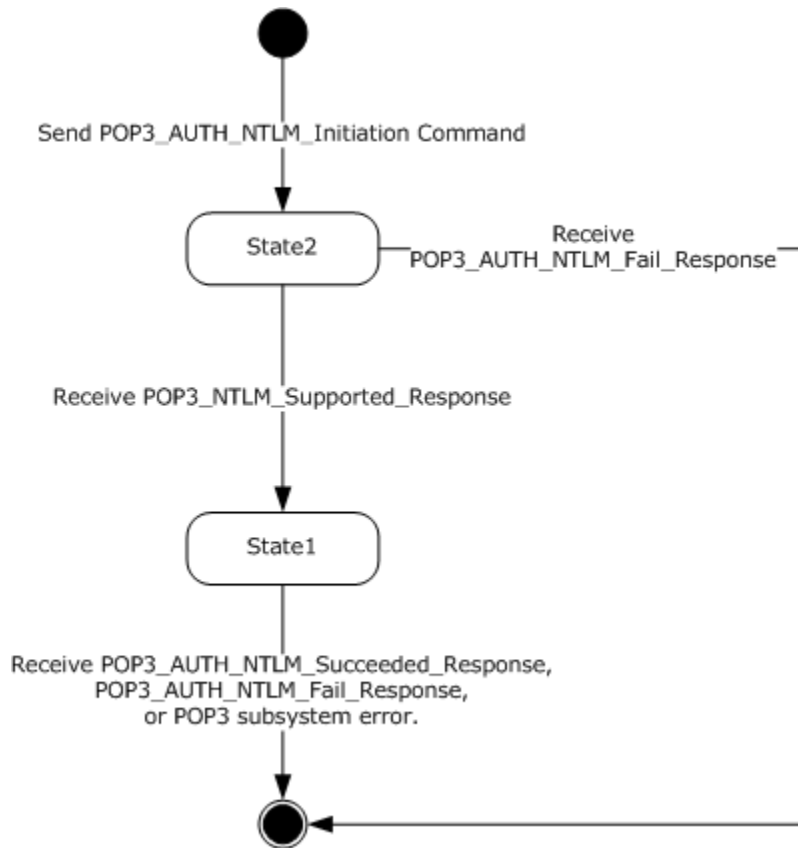 Send POP3_AUTH_NTLM_Initiation Command
State2
Receive
POP3_AUTH_NTLM_Fail_Response
Receive POP3_NTLM_Supported_Response
State1
Receive POP3_AUTH_NTLM_Succeeded_Response,
POP3_AUTH_NTLM_Fail_Response,
or POP3 subsystem error.